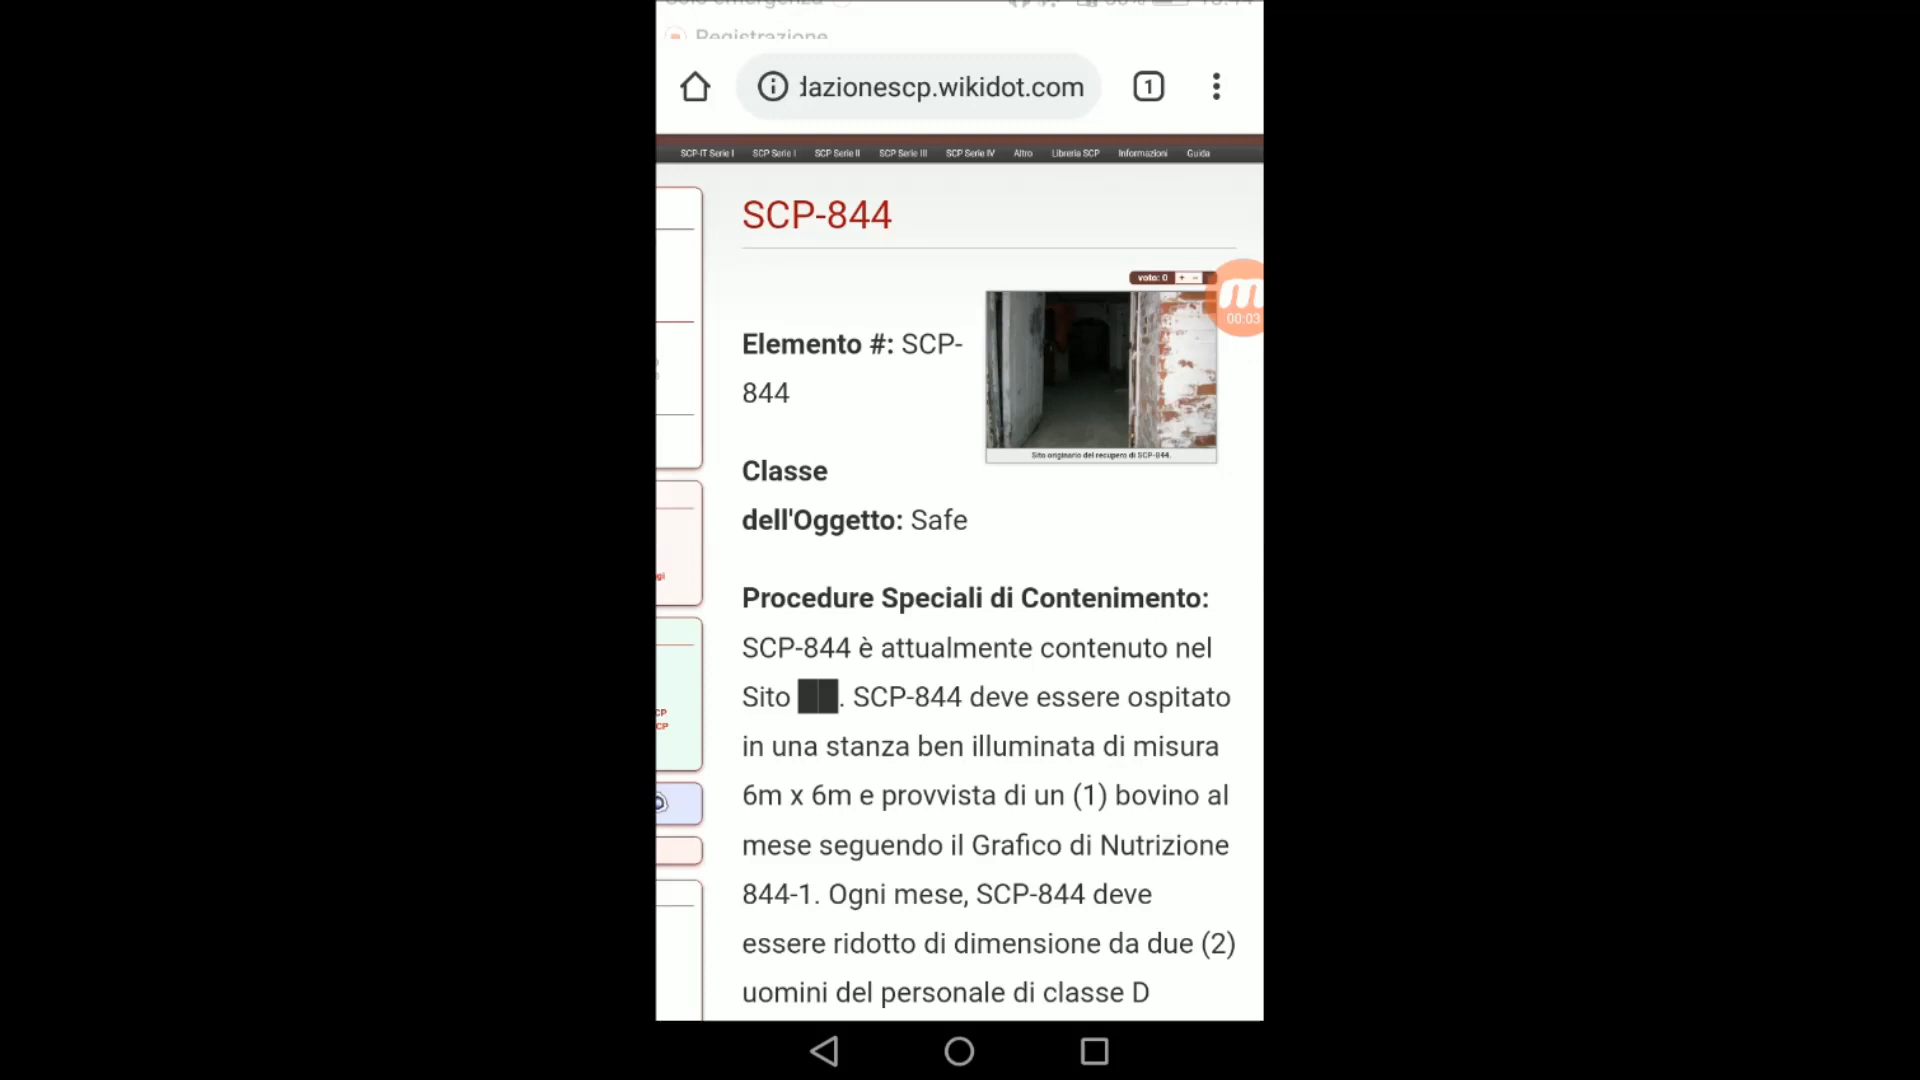 Registrazione
dazionescp.wikidot.com
1
SCP-IT Serie I SCP Serie I SCP Serie II SCP Serie III SCP Serie IV Altro Libreria SCP Informazioni Guida
SCP-844
voto: 0 + –
00:03
Elemento #: SCP-
844
Sito originario del recupero di SCP-844.
Classe
dell'Oggetto: Safe
Procedure Speciali di Contenimento:
SCP-844 è attualmente contenuto nel
Sito ██. SCP-844 deve essere ospitato
in una stanza ben illuminata di misura
6m x 6m e provvista di un (1) bovino al
mese seguendo il Grafico di Nutrizione
844-1. Ogni mese, SCP-844 deve
essere ridotto di dimensione da due (2)
uomini del personale di classe D
gi
CP
CP